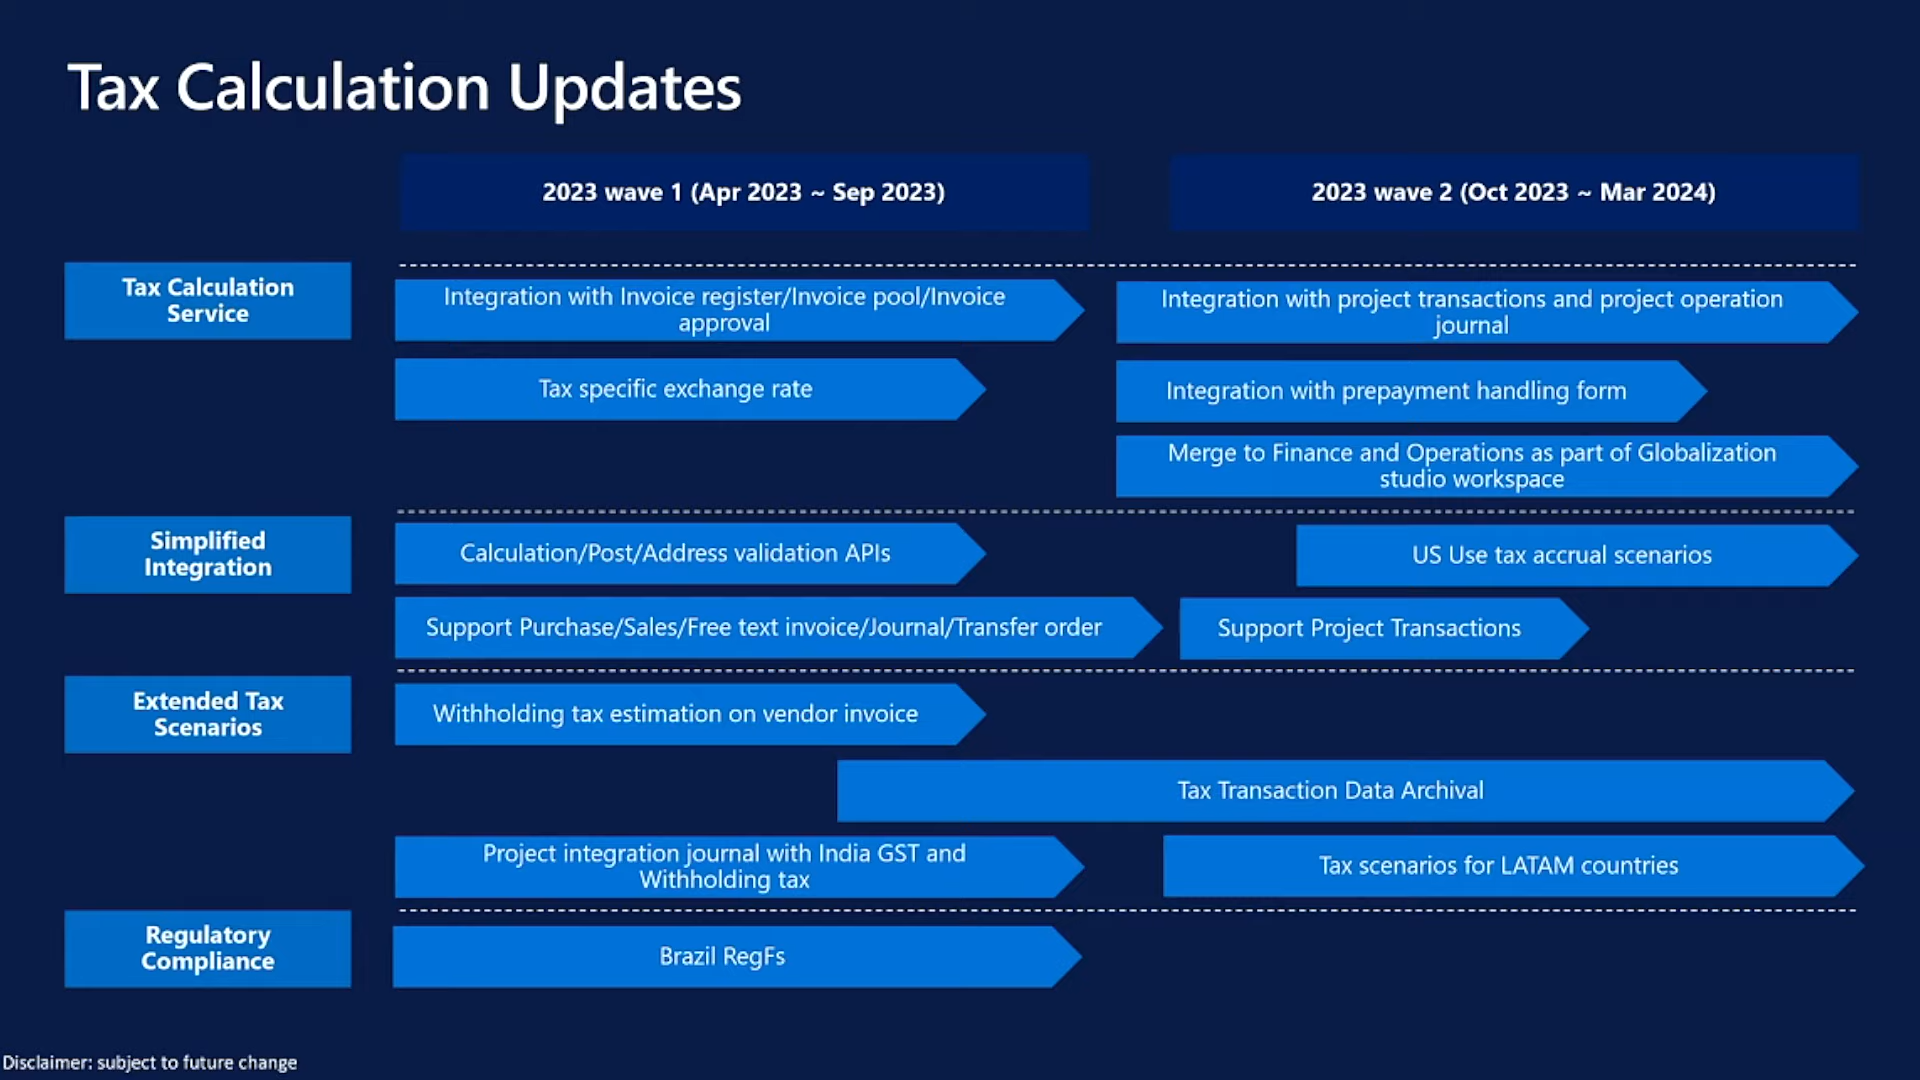 Tax Calculation Updates
2023 wave 1 (Apr 2023 ~ Sep 2023)
2023 wave 2 (Oct 2023 ~ Mar 2024)
Tax Calculation
Service
Integration with Invoice register/Invoice pool/Invoice
approval
Integration with project transactions and project operation
journal
Tax specific exchange rate
Integration with prepayment handling form
Merge to Finance and Operations as part of Globalization
studio workspace
Simplified
Integration
Calculation/Post/Address validation APIs
US Use tax accrual scenarios
Support Purchase/Sales/Free text invoice/Journal/Transfer order
Support Project Transactions
Extended Tax
Scenarios
Withholding tax estimation on vendor invoice
Tax Transaction Data Archival
Project integration journal with India GST and
Withholding tax
Tax scenarios for LATAM countries
Regulatory
Compliance
Brazil RegFs
Disclaimer: subject to future change